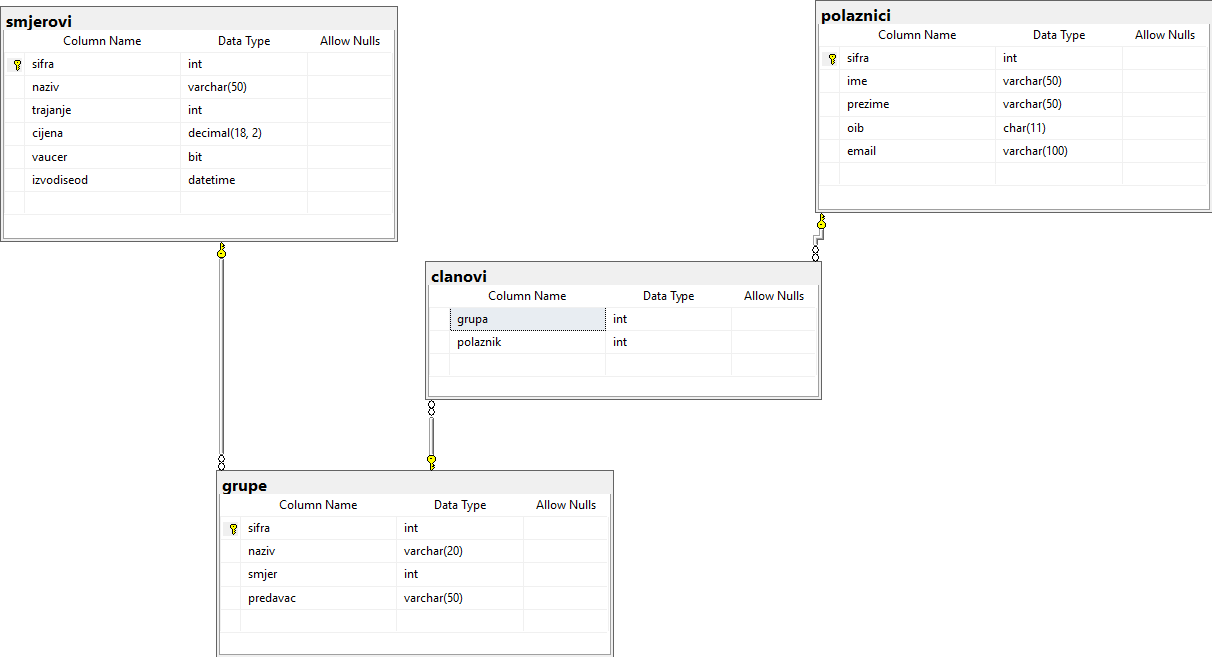 smjerovi
Column Name Data Type Allow Nulls
sifra int
naziv varchar(50)
trajanje int
cijena decimal(18, 2)
vaucer bit
izvodiseod datetime
polaznici
Column Name Data Type Allow Nulls
sifra int
ime varchar(50)
prezime varchar(50)
oib char(11)
email varchar(100)
clanovi
Column Name Data Type Allow Nulls
grupa int
polaznik int
grupe
Column Name Data Type Allow Nulls
sifra int
naziv varchar(20)
smjer int
predavac varchar(50)